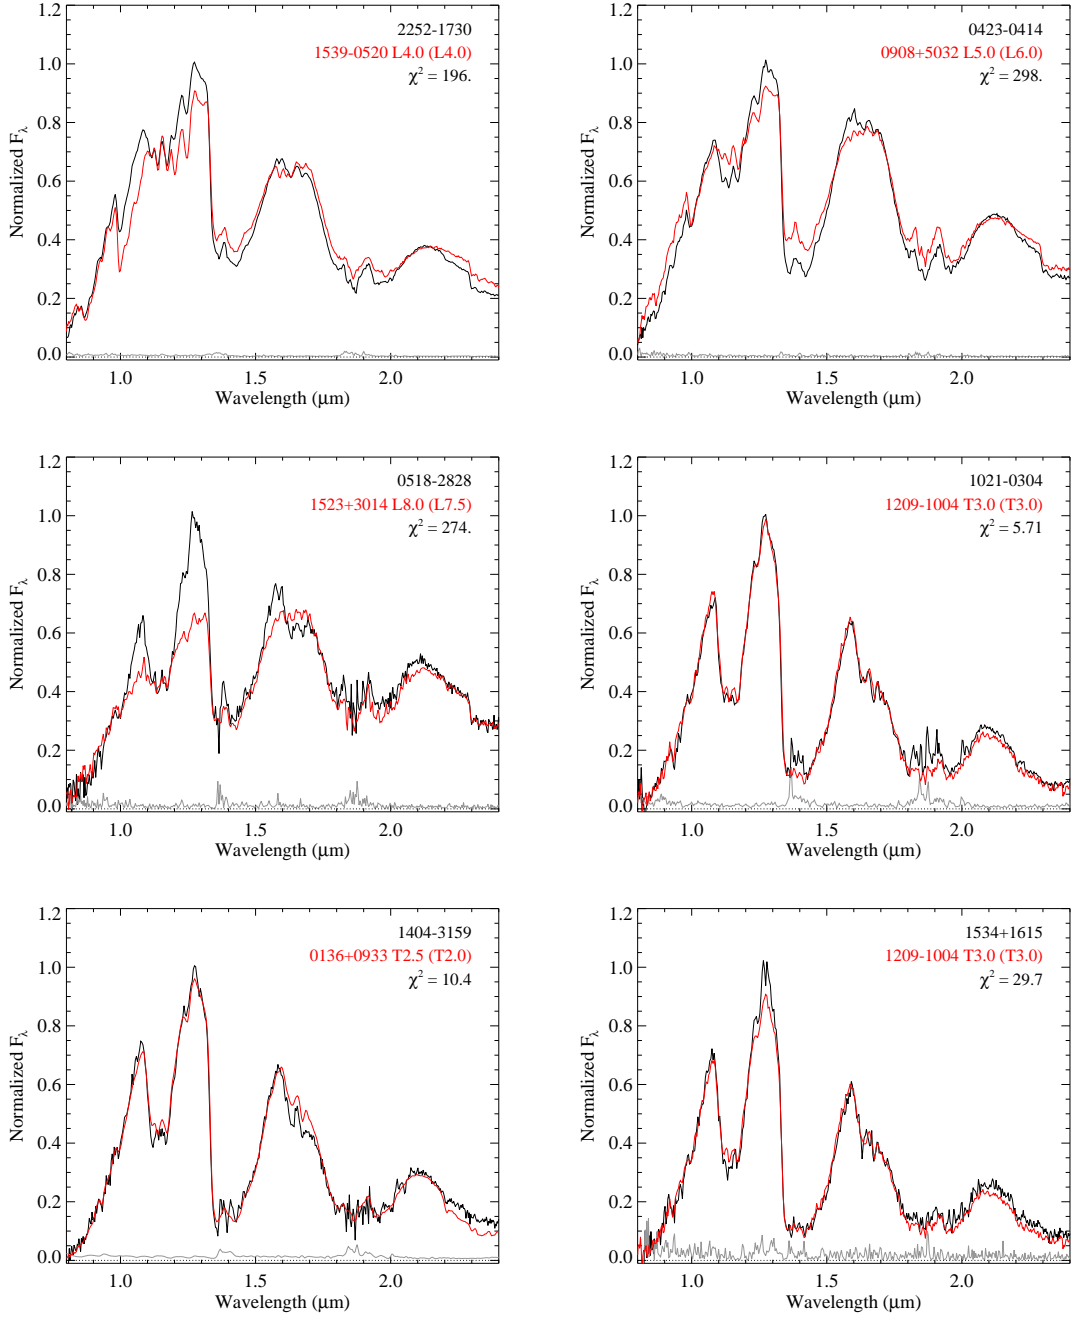 2252-1730
1539-0520 L4.0 (L4.0)
χ² = 196.
1.2
1.0
0.8
0.6
0.4
0.2
0.0
Normalized Fλ
1.0 1.5 2.0
Wavelength (μm)
0423-0414
0908+5032 L5.0 (L6.0)
χ² = 298.
1.2
1.0
0.8
0.6
0.4
0.2
0.0
Normalized Fλ
1.0 1.5 2.0
Wavelength (μm)
0518-2828
1523+3014 L8.0 (L7.5)
χ² = 274.
1.2
1.0
0.8
0.6
0.4
0.2
0.0
Normalized Fλ
1.0 1.5 2.0
Wavelength (μm)
1021-0304
1209-1004 T3.0 (T3.0)
χ² = 5.71
1.2
1.0
0.8
0.6
0.4
0.2
0.0
Normalized Fλ
1.0 1.5 2.0
Wavelength (μm)
1404-3159
0136+0933 T2.5 (T2.0)
χ² = 10.4
1.2
1.0
0.8
0.6
0.4
0.2
0.0
Normalized Fλ
1.0 1.5 2.0
Wavelength (μm)
1534+1615
1209-1004 T3.0 (T3.0)
χ² = 29.7
1.2
1.0
0.8
0.6
0.4
0.2
0.0
Normalized Fλ
1.0 1.5 2.0
Wavelength (μm)